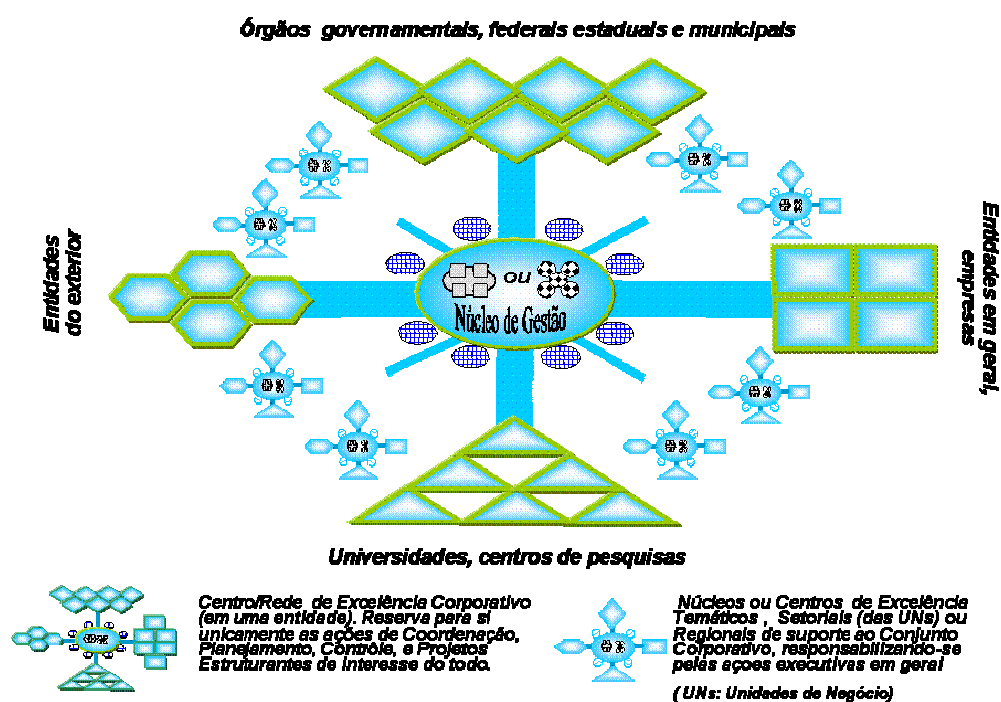 Órgãos governamentais, federais estaduais e municipais
Entidades
do exterior
ou
Núcleo de Gestão
Entidades em geral,
empresas
Universidades, centros de pesquisas
Centro/Rede de Excelência Corporativo
(em uma entidade). Reserva para si
unicamente as ações de Coordenação,
Planejamento, Contrôle, e Projetos
Estruturantes de interesse do todo.
Núcleos ou Centros de Excelência
Temáticos , Setoriais (das UNs) ou
Regionais de suporte ao Conjunto
Corporativo, responsabilizando-se
pelas açoes executivas em geral
( UNs: Unidades de Negócio)